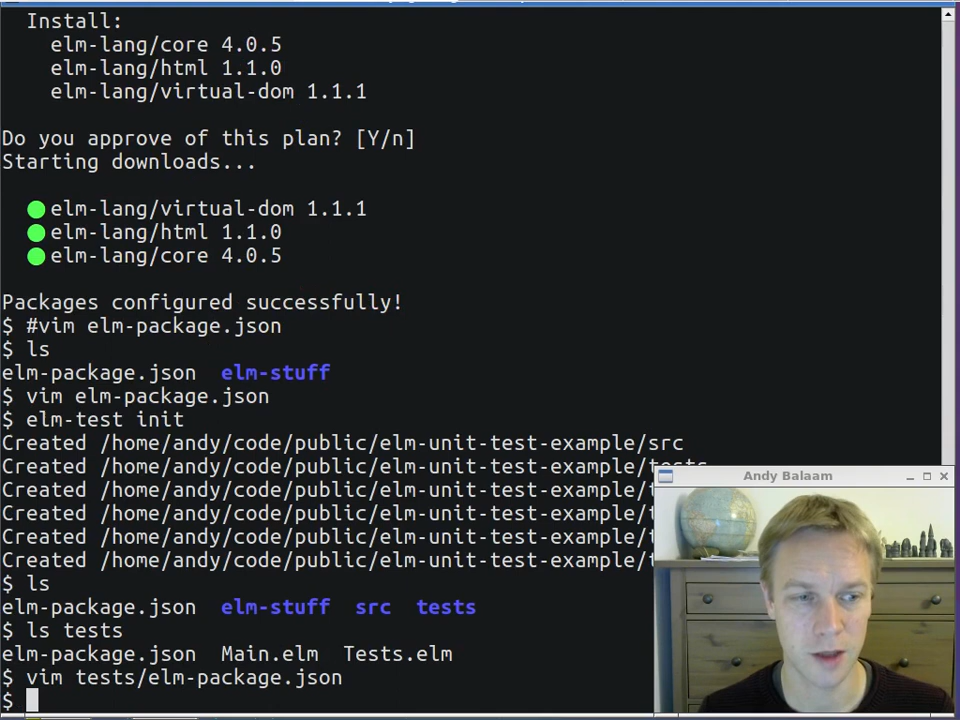 Install:
elm-lang/core 4.0.5
elm-lang/html 1.1.0
elm-lang/virtual-dom 1.1.1
Do you approve of this plan? [Y/n]
Starting downloads...
elm-lang/virtual-dom 1.1.1
elm-lang/html 1.1.0
elm-lang/core 4.0.5
Packages configured successfully!
$ #vim elm-package.json
$ ls
elm-package.json elm-stuff
$ vim elm-package.json
$ elm-test init
Created /home/andy/code/public/elm-unit-test-example/src
Created /home/andy/code/public/elm-unit-test-example/tests
Created /home/andy/code/public/elm-unit-test-example/
Created /home/andy/code/public/elm-unit-test-example/
Created /home/andy/code/public/elm-unit-test-example/
Created /home/andy/code/public/elm-unit-test-example/
$ ls
elm-package.json elm-stuff src tests
$ ls tests
elm-package.json Main.elm Tests.elm
$ vim tests/elm-package.json
$
Andy Balaam